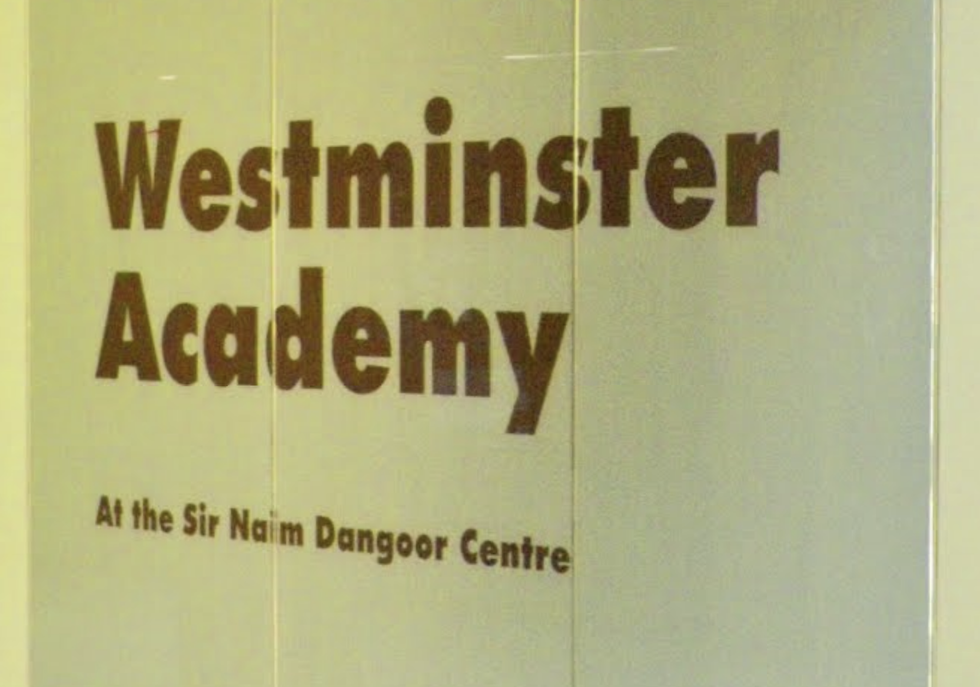 Westminster
Academy
At the Sir Naim Dangoor Centre